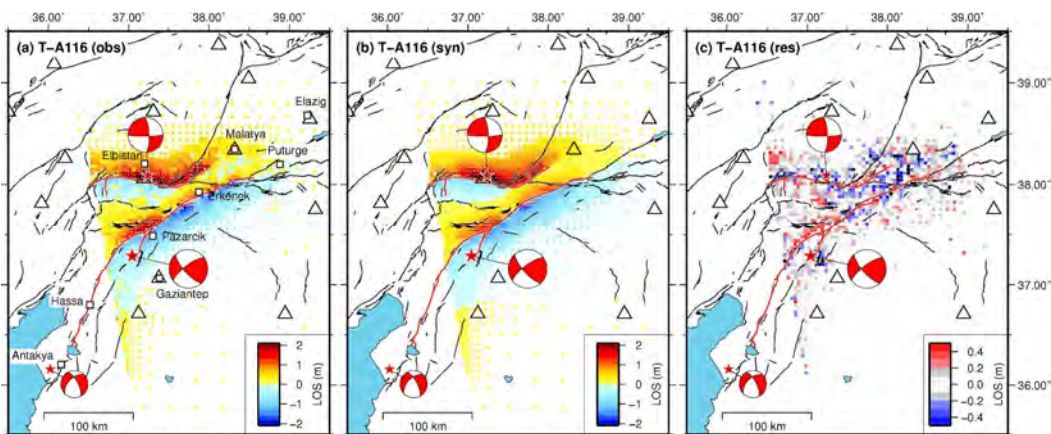 36.00° 37.00° 38.00° 39.00° 36.00° 37.00° 38.00° 39.00° 36.00° 37.00° 38.00° 39.00°
(a) T-A116 (obs) (b) T-A116 (syn) (c) T-A116 (res)
39.00°
Elazig
Malatya
Puturge
Elbistan
38.00°
Erkenek
Pazarcik
Gaziantep
37.00°
Hassa
Antakya
36.00°
100 km 100 km 100 km
LOS (m) LOS (m) LOS (m)
2 2 0.4
1 1 0.2
0 0 0.0
-1 -1 -0.2
-2 -2 -0.4